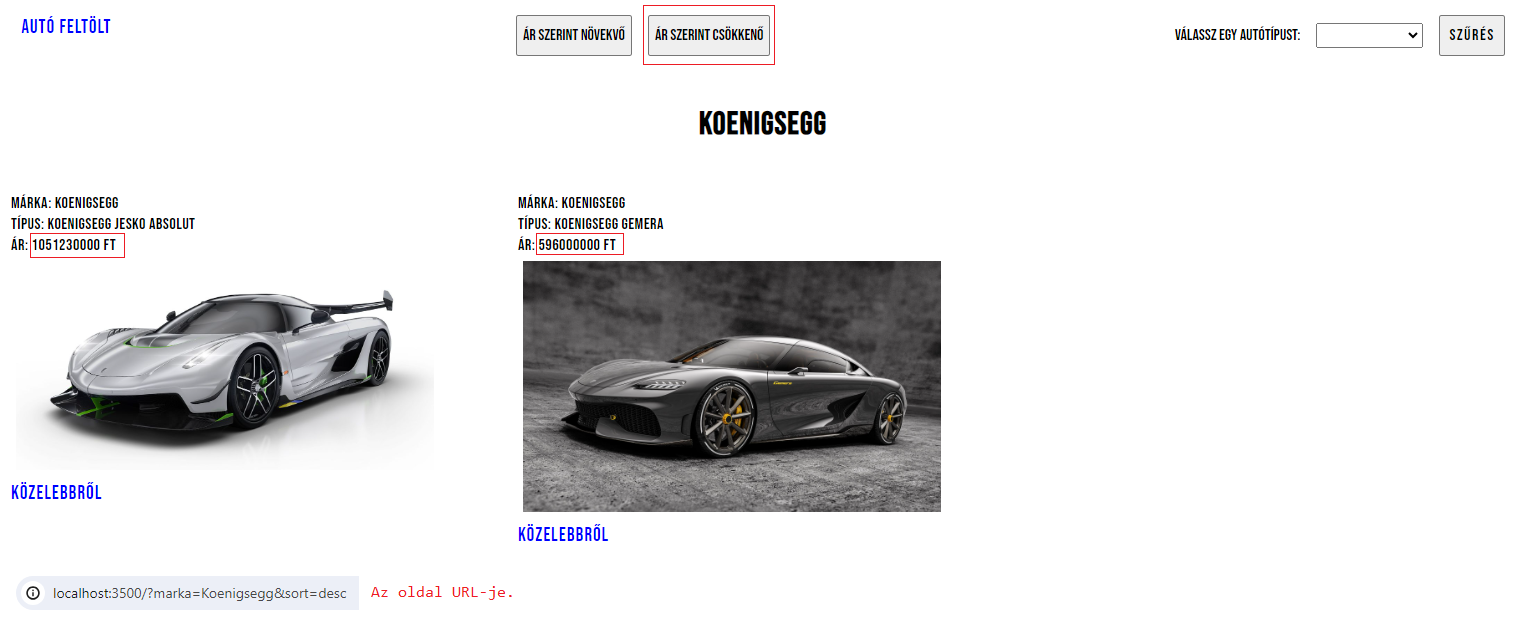 AUTÓ FELTÖLT
ÁR SZERINT NÖVEKVŐ
ÁR SZERINT CSÖKKENŐ
VÁLASSZ EGY AUTÓTÍPUST:
SZŰRÉS
KOENIGSEGG
MÁRKA: KOENIGSEGG
TÍPUS: KOENIGSEGG JESKO ABSOLUT
ÁR: 1051230000 FT
KÖZELEBBRŐL
MÁRKA: KOENIGSEGG
TÍPUS: KOENIGSEGG GEMERA
ÁR: 596000000 FT
Gemera
KÖZELEBBRŐL
localhost:3500/?marka=Koenigsegg&sort=desc
Az oldal URL-je.